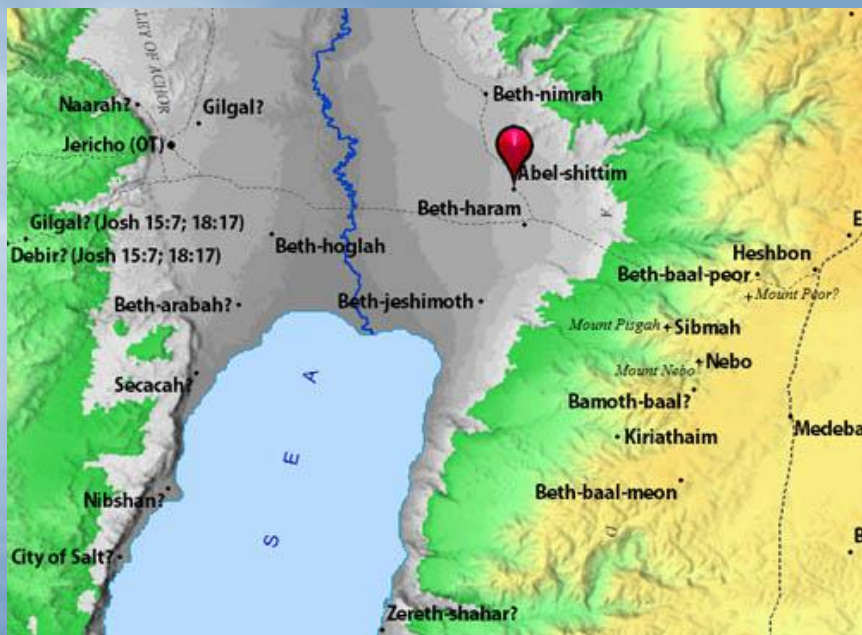 LEY OF ACHOR
Beth-nimrah
Naarah?
Gilgal?
Jericho (OT)
Abel-shittim
Beth-haram
A
Gilgal? (Josh 15:7; 18:17)
Debir? (Josh 15:7; 18:17)
Beth-hoglah
E
Heshbon
Beth-baal-peor
Mount Peor?
Beth-arabah?
Beth-jeshimoth
Mount Pisgah
Sibmah
Nebo
Mount Nebo
Secacah?
Bamoth-baal?
Medeba
Kiriathaim
S E A
Beth-baal-meon
Nibshan?
D
City of Salt?
B
Zereth-shahar?